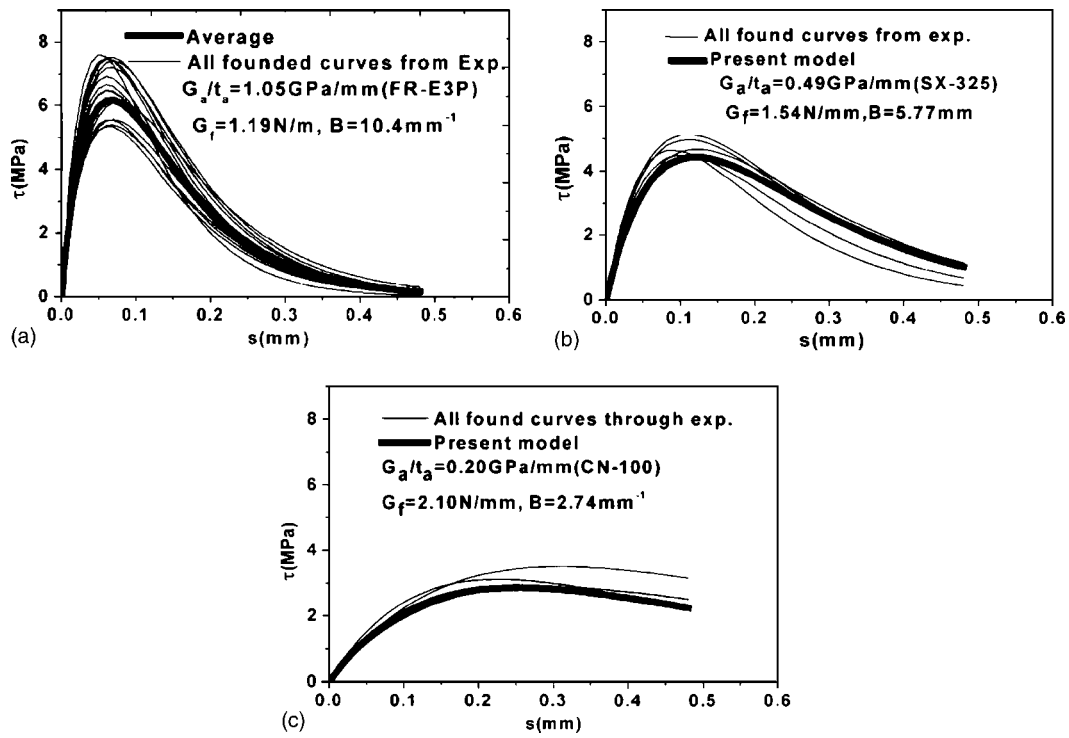 Average
All founded curves from Exp.
Ga/ta=1.05GPa/mm(FR-E3P)
Gf=1.19N/m, B=10.4mm-1
τ(MPa)
8
6
4
2
0
0.0 0.1 0.2 0.3 0.4 0.5 0.6
s(mm)
(a)
All found curves from exp.
Present model
Ga/ta=0.49GPa/mm(SX-325)
Gf=1.54N/mm,B=5.77mm
τ(MPa)
8
6
4
2
0
0.0 0.1 0.2 0.3 0.4 0.5 0.6
s(mm)
(b)
All found curves through exp.
Present model
Ga/ta=0.20GPa/mm(CN-100)
Gf=2.10N/mm, B=2.74mm-1
τ(MPa)
8
6
4
2
0
0.0 0.1 0.2 0.3 0.4 0.5 0.6
s(mm)
(c)